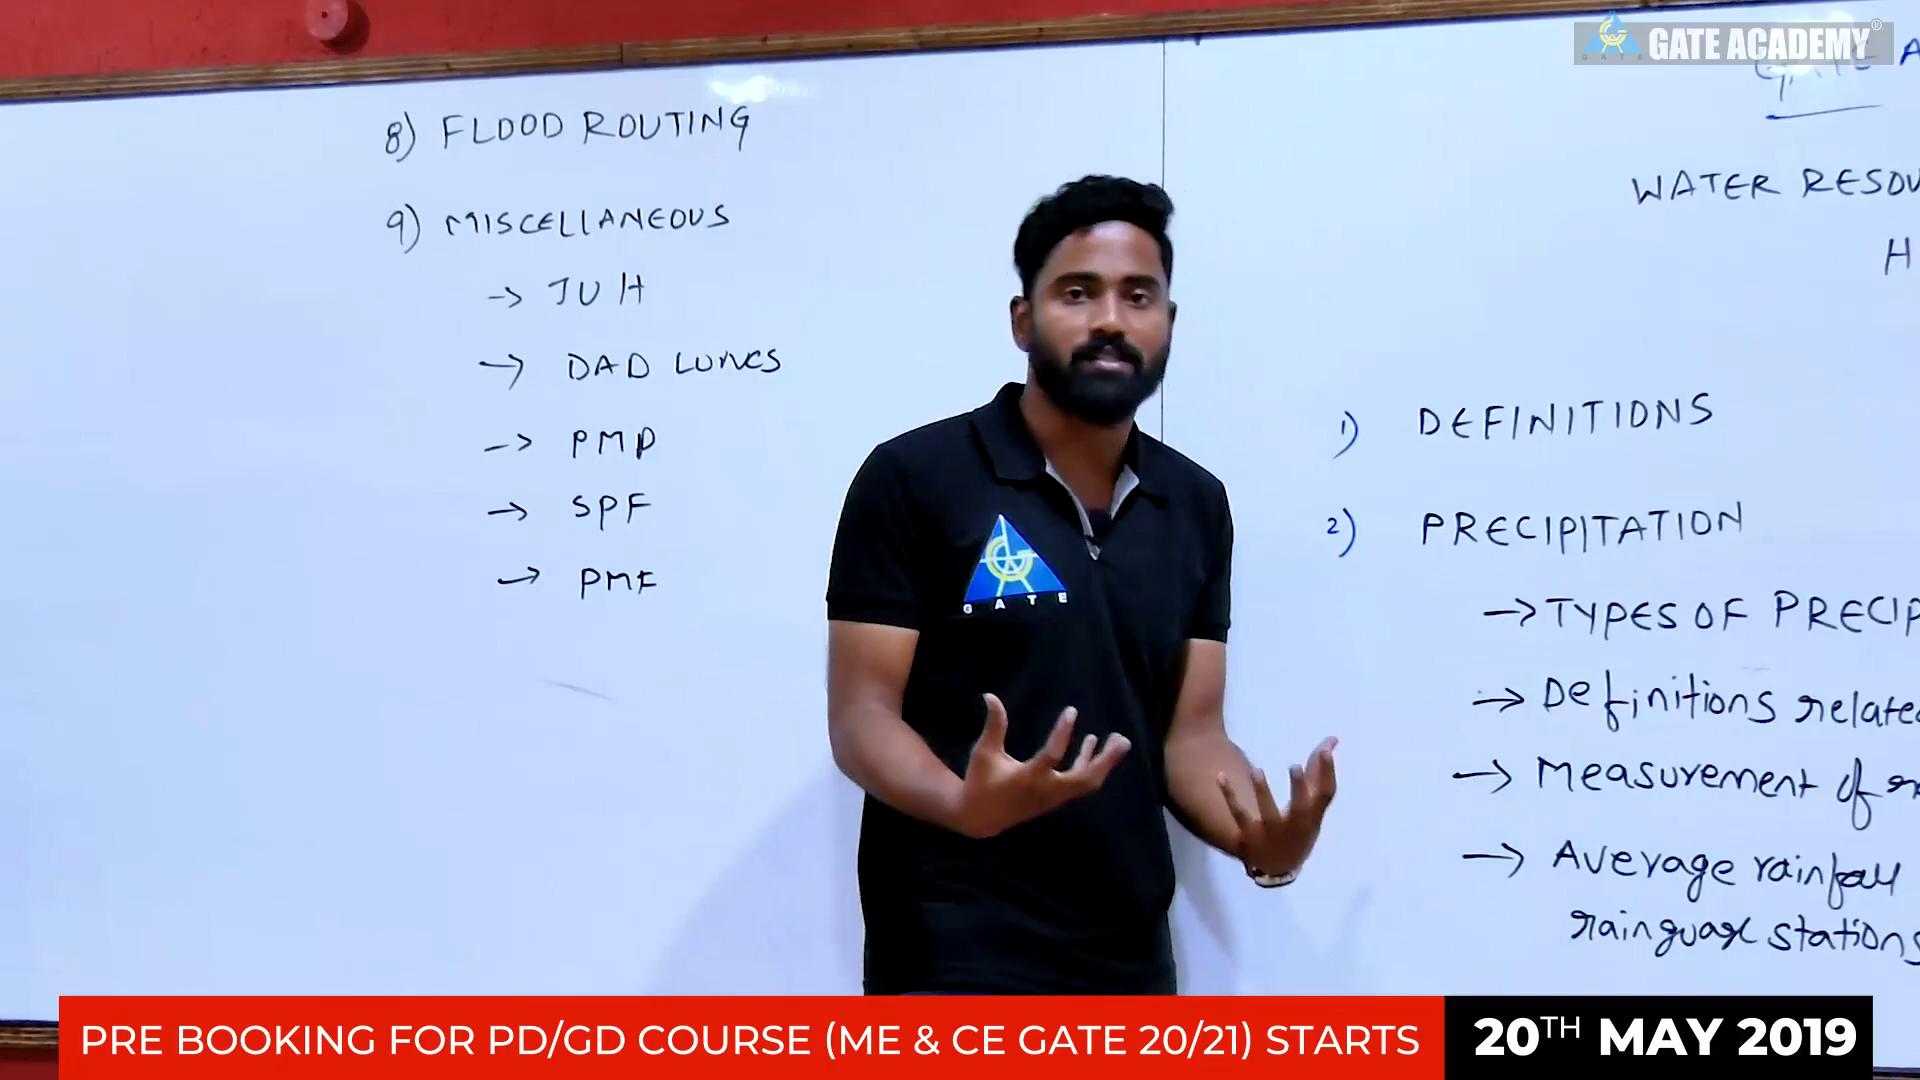 GATE ACADEMY
8) FLOOD ROUTING
9) MISCELLANEOUS
-> IUH
-> DAD CURVES
-> PMP
-> SPF
-> PMF
WATER RESOU
H
1) DEFINITIONS
2) PRECIPITATION
-> TYPES OF PRECIP
-> Definitions relate
-> Measurement of
-> Average rainfall
stations
GATE
PRE BOOKING FOR PD/GD COURSE (ME & CE GATE 20/21) STARTS 20TH MAY 2019